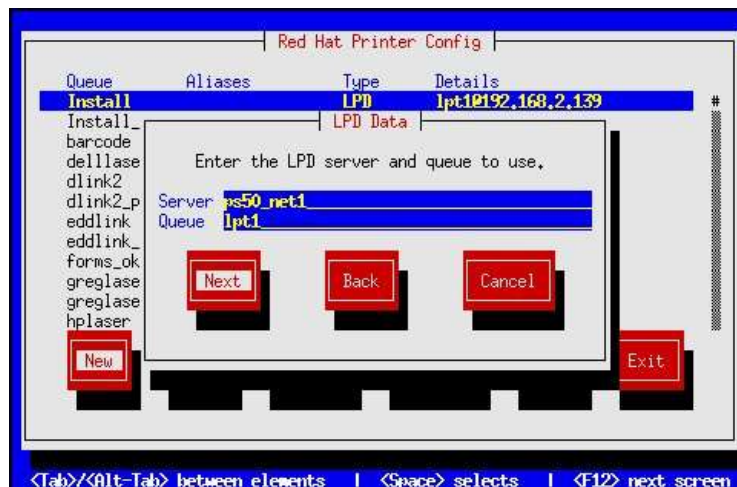 Red Hat Printer Config
Queue Aliases Type Details
Install LPD lpt1@192.168.2.139 #
Install_ LPD Data
barcode
delllase Enter the LPD server and queue to use.
dlink2
dlink2_p Server ps50_net1
eddlink Queue lpt1
eddlink_
forms_ok
greglase Next Back Cancel
greglase
hplaser
New Exit
<Tab>/<Alt-Tab> between elements | <Space> selects | <F12> next screen